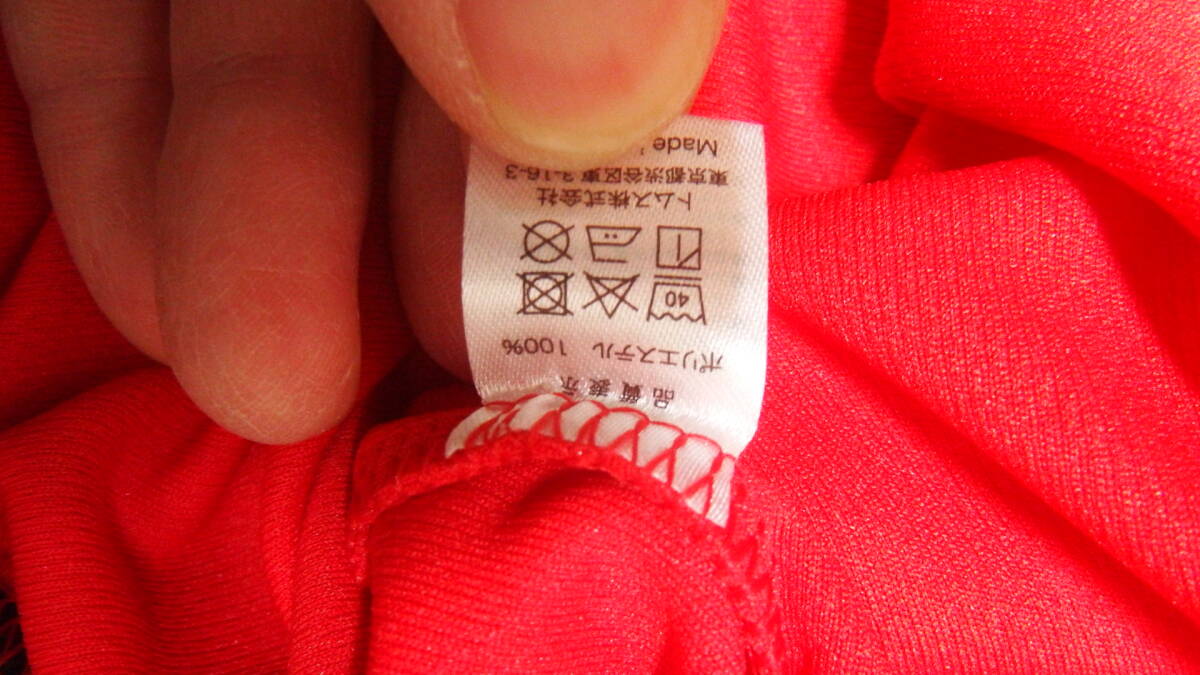 品質表示
ポリエステル 100%
40
トムス株式会社
東京都渋谷区東3-16-3
Made